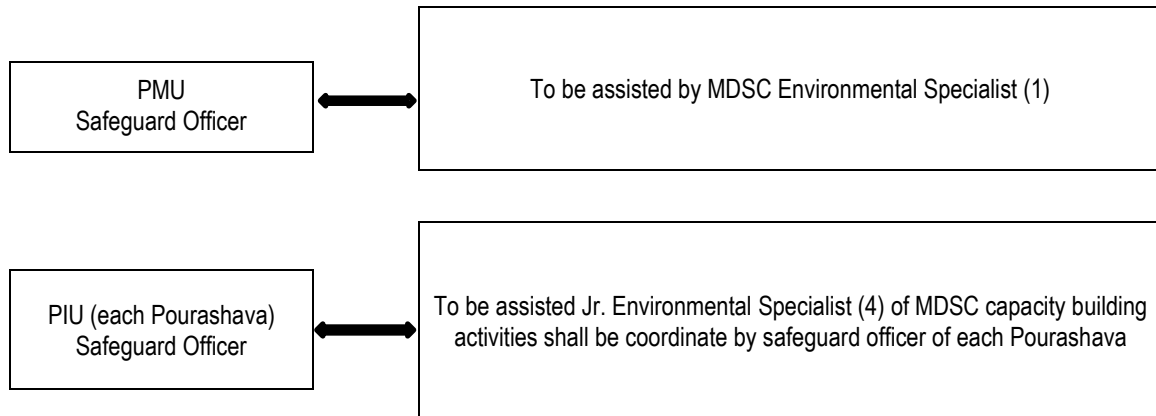 PMU
Safeguard Officer
To be assisted by MDSC Environmental Specialist (1)
PIU (each Pourashava)
Safeguard Officer
To be assisted Jr. Environmental Specialist (4) of MDSC capacity building
activities shall be coordinate by safeguard officer of each Pourashava